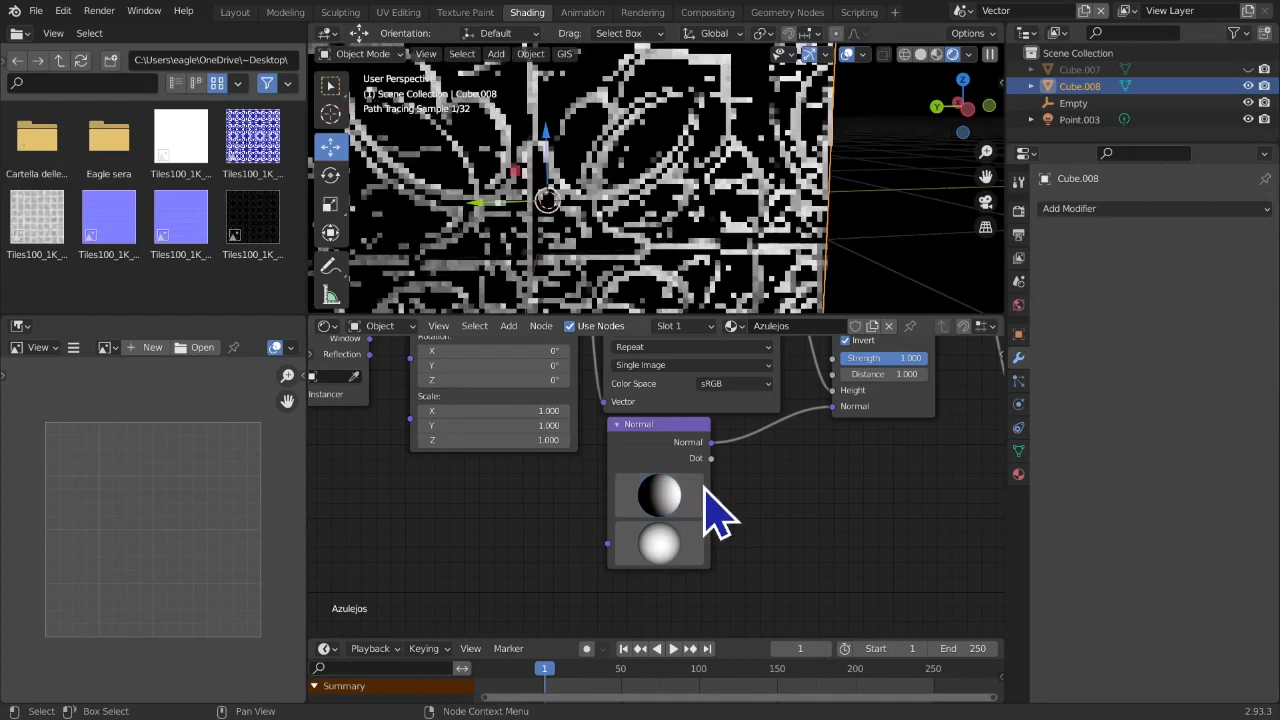 File Edit Render Window Help Layout Modeling Sculpting UV Editing Texture Paint Shading Animation Rendering Compositing Geometry Nodes Scripting + Vector View Layer
View Select Orientation: Default Drag: Select Box Global Options
C:\Users\eagle\OneDrive\~Desktop\ Object Mode View Select Add Object GIS Scene Collection
User Perspective Cube.007
(1) Scene Collection | Cube.008 Cube.008
Path Tracing Sample 1/32 Empty
Point.003
Z
Y
X
Cartella delle... Eagle sera Tiles100_1K_... Tiles100_1K_...
Cube.008
Add Modifier
Tiles100_1K_... Tiles100_1K_... Tiles100_1K_... Tiles100_1K_...
Object View Select Add Node Use Nodes Slot 1 Azulejos
View New Open
Window
Reflection
Instancer
Rotation:
X 0°
Y 0°
Z 0°
Scale:
X 1.000
Y 1.000
Z 1.000
Repeat
Single Image
Color Space sRGB
Vector
Invert
Strength 1.000
Distance 1.000
Height
Normal
Normal
Normal
Dot
Azulejos
Playback Keying View Marker 1 Start 1 End 250
1 50 100 150 200 250
Summary
Select Box Select Pan View Node Context Menu 2.93.3